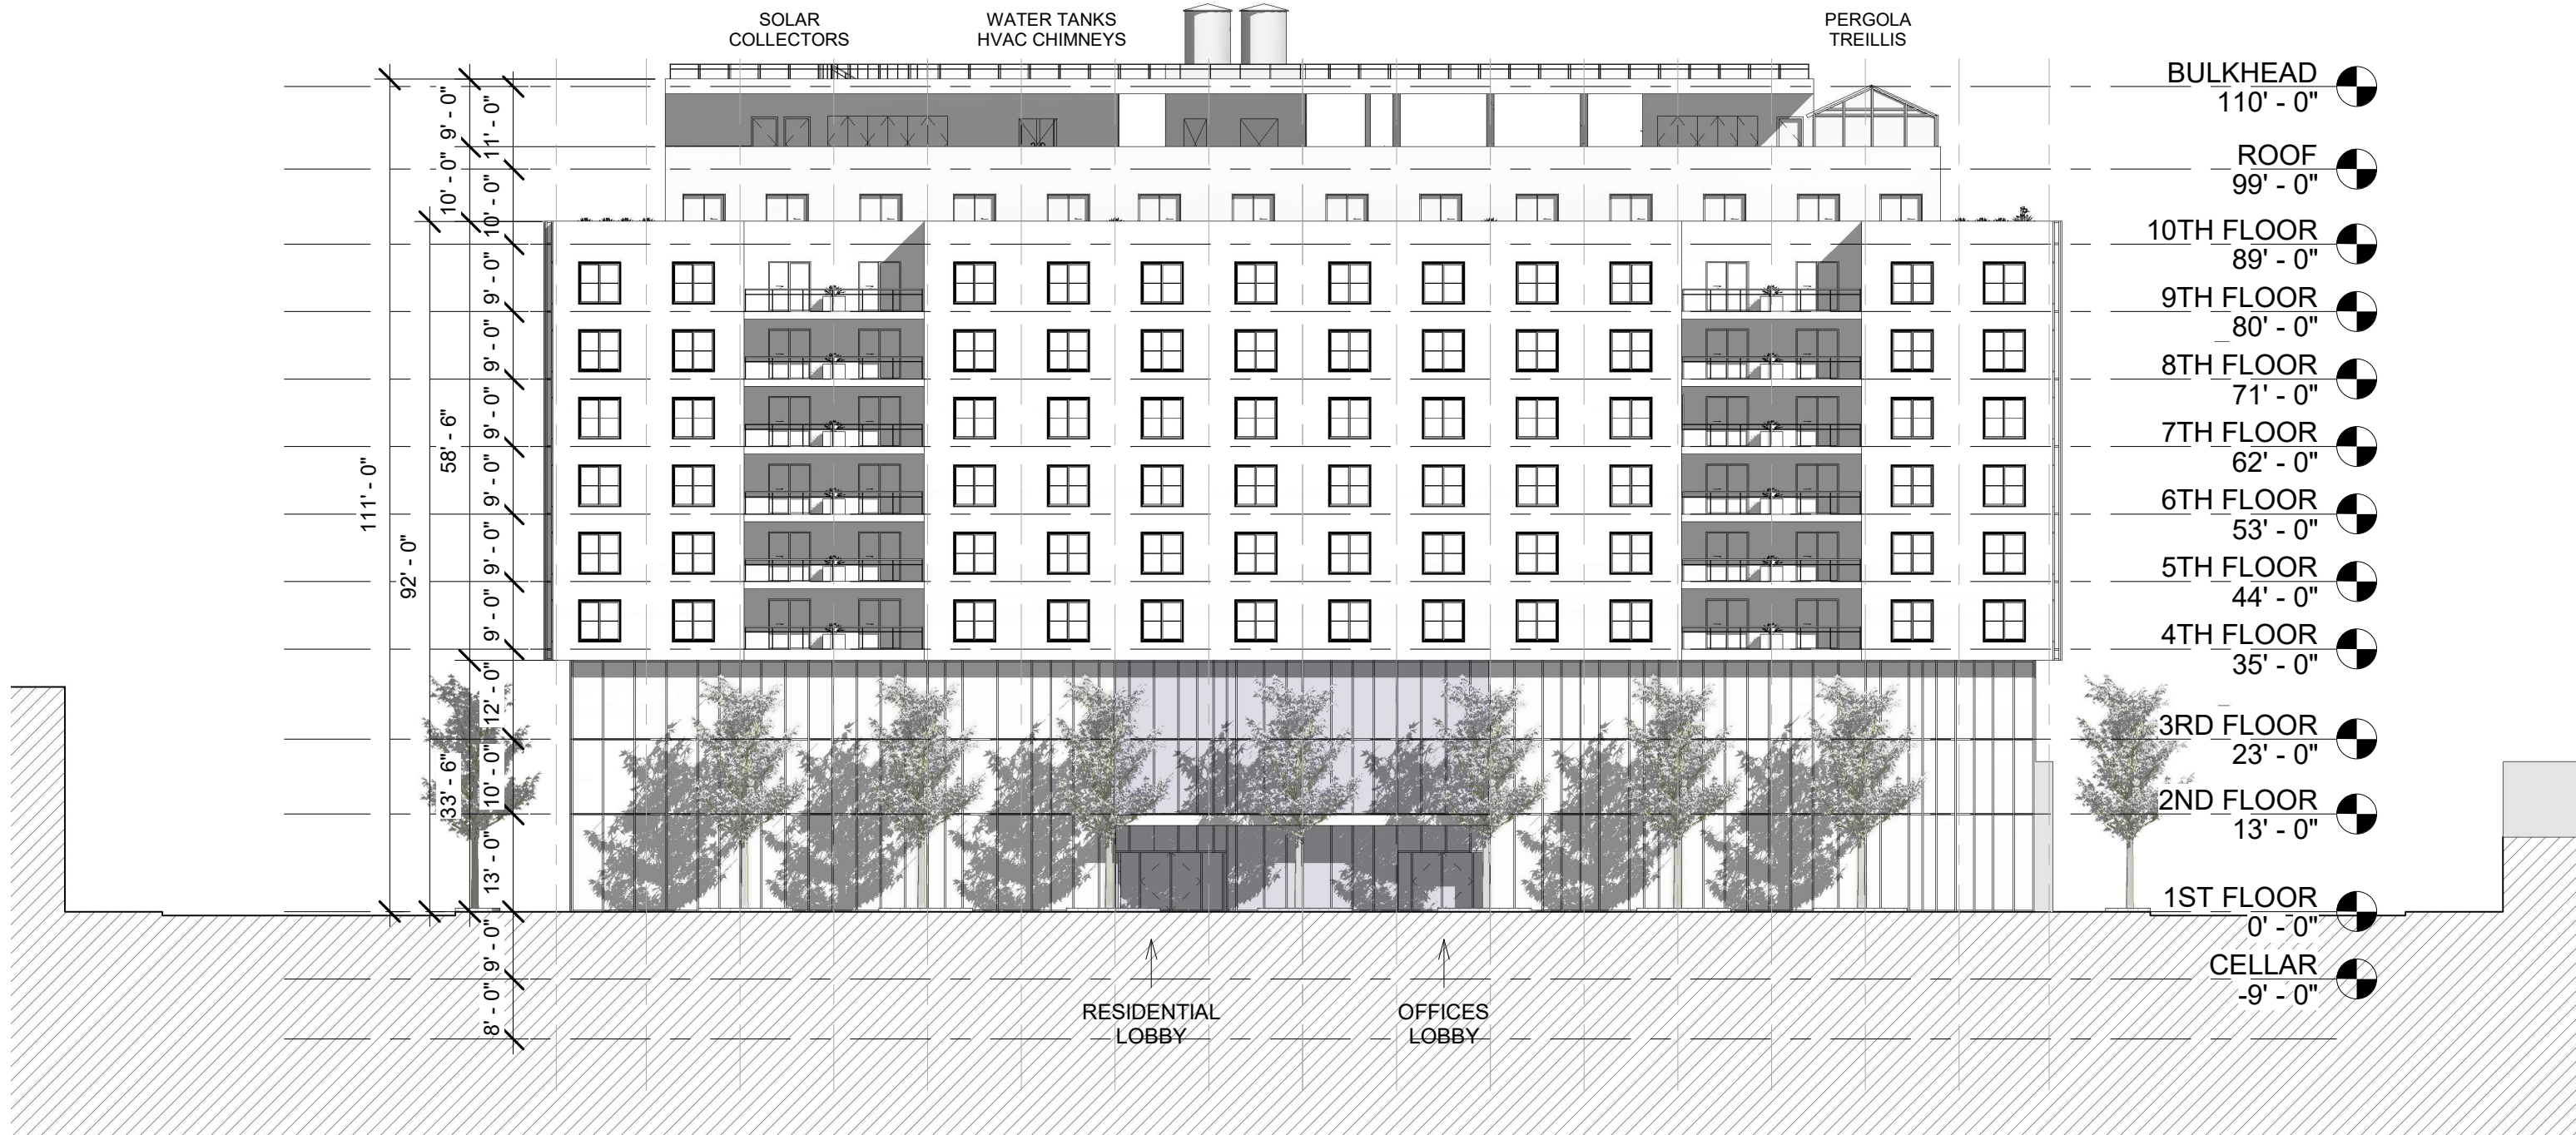 SOLAR
COLLECTORS
WATER TANKS
HVAC CHIMNEYS
PERGOLA
TREILLIS
BULKHEAD
110' - 0"
ROOF
99' - 0"
10TH FLOOR
89' - 0"
9TH FLOOR
80' - 0"
8TH FLOOR
71' - 0"
7TH FLOOR
62' - 0"
6TH FLOOR
53' - 0"
5TH FLOOR
44' - 0"
4TH FLOOR
35' - 0"
3RD FLOOR
23' - 0"
2ND FLOOR
13' - 0"
1ST FLOOR
0' - 0"
CELLAR
-9' - 0"
111' - 0"
92' - 0"
9' - 0"
10' - 0"
58' - 6"
33' - 6"
11' - 0"
10' - 0"
10' - 0"
9' - 0"
9' - 0"
9' - 0"
9' - 0"
9' - 0"
9' - 0"
12' - 0"
10' - 0"
13' - 0"
9' - 0"
8' - 0"
RESIDENTIAL
LOBBY
OFFICES
LOBBY